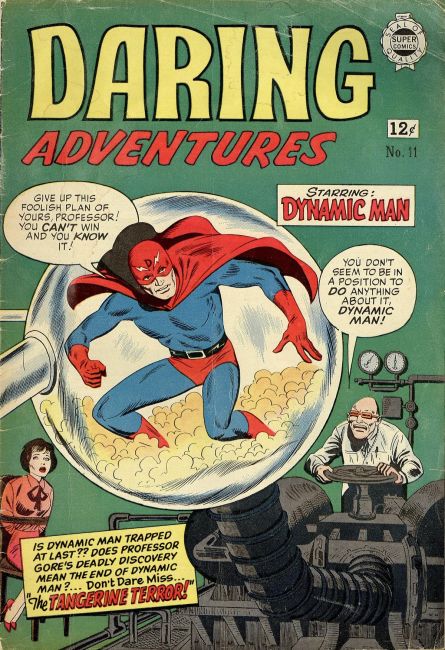 SEAL OF
SUPER
COMICS
QUALITY
DARING
ADVENTURES
12¢
No. 11
STARRING:
DYNAMIC MAN
GIVE UP THIS
FOOLISH PLAN OF
YOURS, PROFESSOR!
YOU CAN'T WIN
AND YOU KNOW
IT!
YOU DON'T
SEEM TO BE IN
A POSITION TO
DO ANYTHING
ABOUT IT,
DYNAMIC
MAN!
IS DYNAMIC MAN TRAPPED
AT LAST?? DOES PROFESSOR
GORE'S DEADLY DISCOVERY
MEAN THE END OF DYNAMIC
MAN?... DON'T DARE MISS...
"The TANGERINE TERROR!"